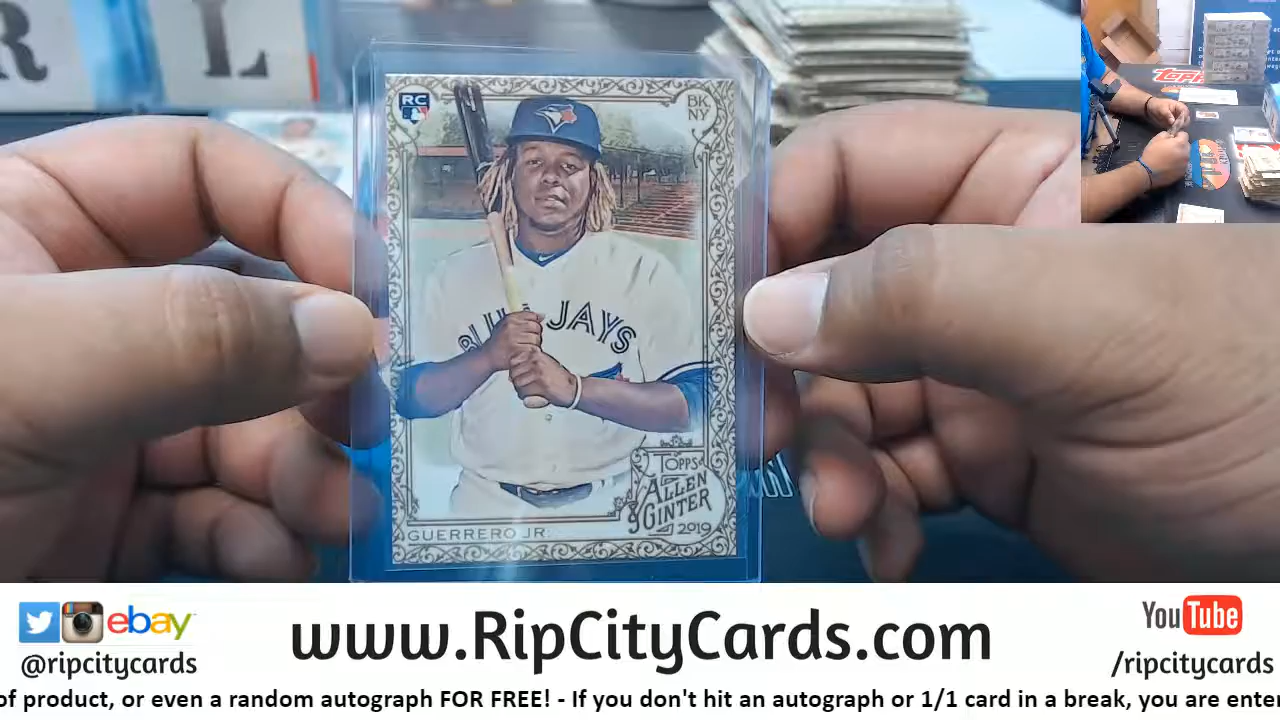 R L
RC
BK
NY
BLUE JAYS
TOPPS
ALLEN
& GINTER
2019
GUERRERO JR.
Topps
ebay
www.RipCityCards.com
YouTube
@ripcitycards
/ripcitycards
of product, or even a random autograph FOR FREE! - If you don't hit an autograph or 1/1 card in a break, you are enter